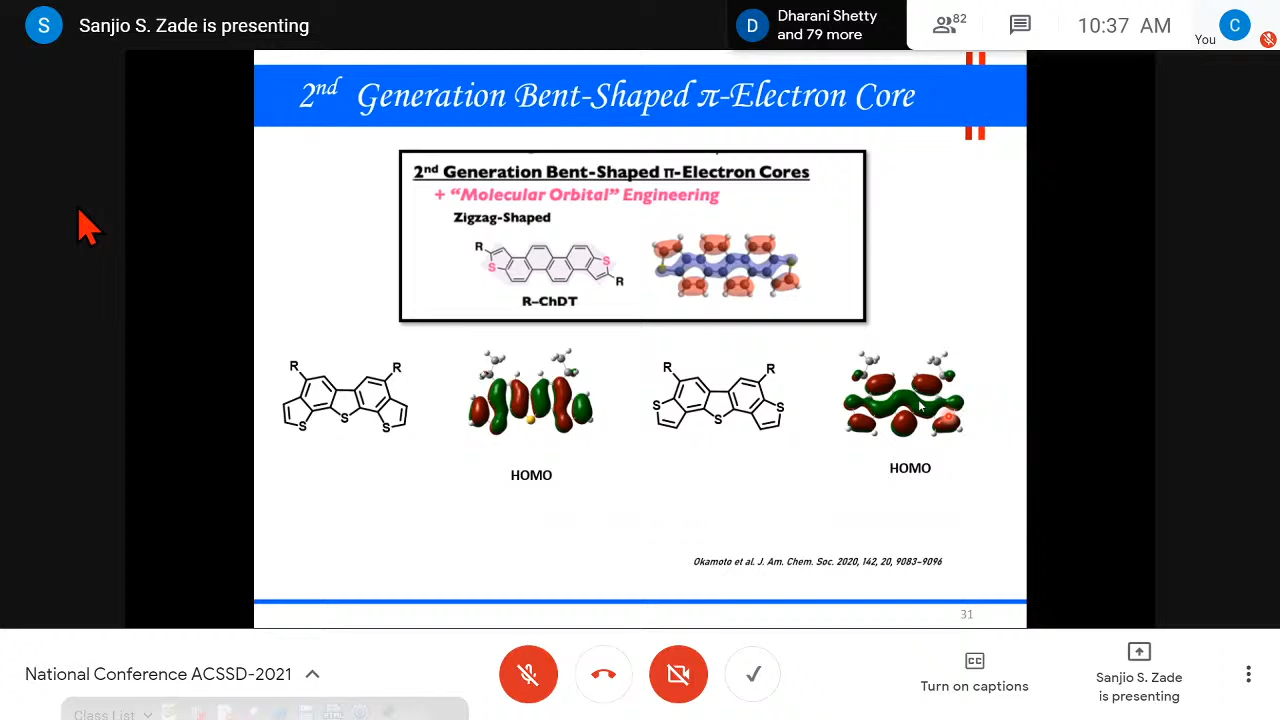 S
Sanjio S. Zade is presenting
D
Dharani Shetty
and 79 more
82
10:37 AM
You
C
2nd Generation Bent-Shaped π-Electron Core
2nd Generation Bent-Shaped π-Electron Cores
+ “Molecular Orbital” Engineering
Zigzag-Shaped
R
S
S
R
R–ChDT
R
R
S
S
S
HOMO
R
R
S
S
S
HOMO
Okamoto et al. J. Am. Chem. Soc. 2020, 142, 20, 9083–9096
31
National Conference ACSSD-2021
CC
Turn on captions
Sanjio S. Zade
is presenting
Class List